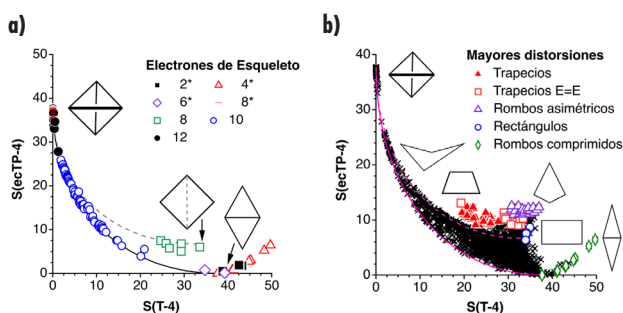 a)
50
40
30
20
10
0
S(ecTP-4)
0 10 20 30 40 50
S(T-4)
Electrones de Esqueleto
2* 4*
6* 8*
8 10
12
b)
40
30
20
10
0
S(ecTP-4)
0 10 20 30 40 50
S(T-4)
Mayores distorsiones
Trapecios
Trapecios E=E
Rombos asimétricos
Rectángulos
Rombos comprimidos